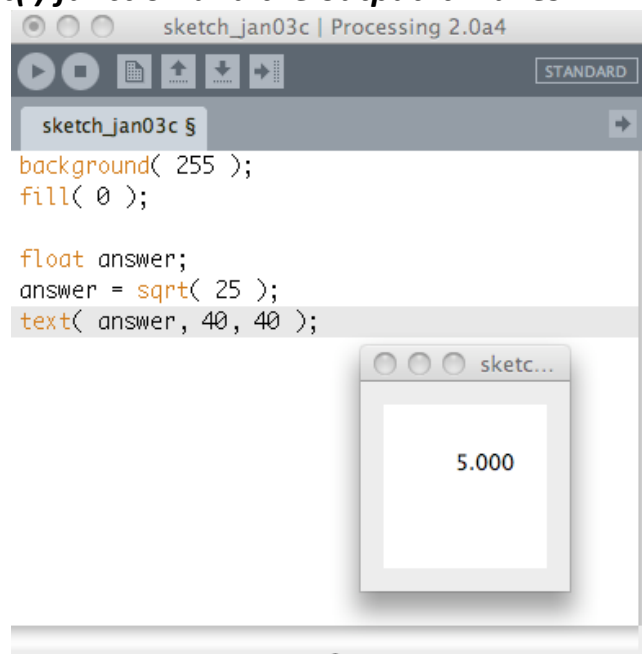 sketch_jan03c | Processing 2.0a4
STANDARD
sketch_jan03c §
background( 255 );
fill( 0 );
float answer;
answer = sqrt( 25 );
text( answer, 40, 40 );
sketc...
5.000